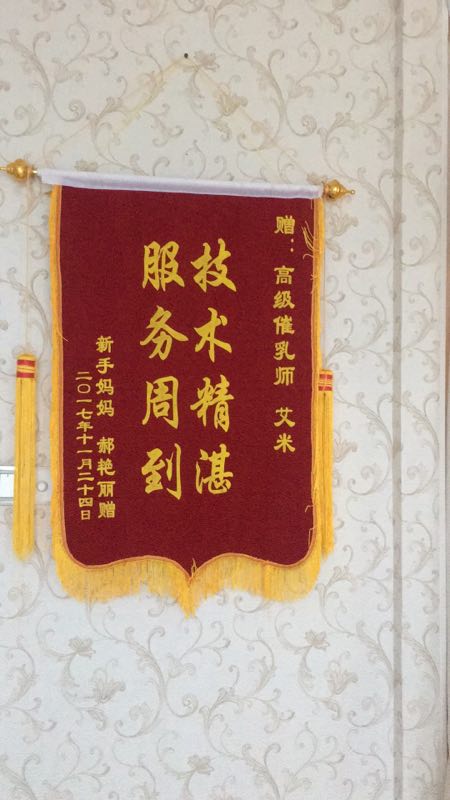 赠：高级催乳师 艾米
技术精湛
服务周到
新手妈妈 郝艳丽赠
二〇一七年十一月二十四日